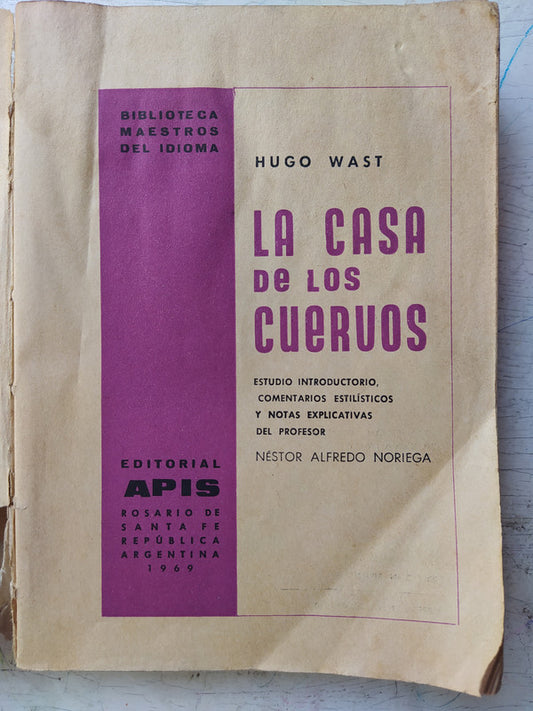 BIBLIOTECA
MAESTROS
DEL IDIOMA
HUGO WAST
LA CASA
DE LOS
CUERVOS
ESTUDIO INTRODUCTORIO,
COMENTARIOS ESTILÍSTICOS
Y NOTAS EXPLICATIVAS
DEL PROFESOR
NÉSTOR ALFREDO NORIEGA
EDITORIAL
APIS
ROSARIO DE
SANTA FE
REPÚBLICA
ARGENTINA
1969